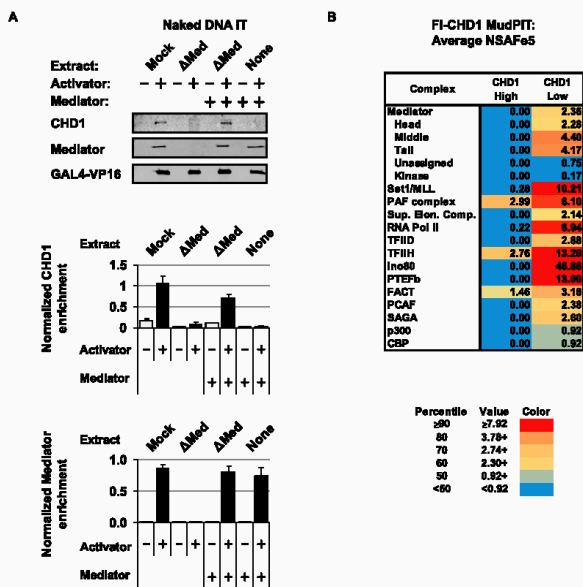 A
Naked DNA IT
Extract: Mock ΔMed ΔMed None
Activator: − + − + − + − +
Mediator: + + + +
CHD1
Mediator
GAL4-VP16
Extract Mock ΔMed ΔMed None
Normalized CHD1 enrichment
1.5
1
0.5
0
Activator − + − + − + − +
Mediator + + + +
Extract Mock ΔMed ΔMed None
Normalized Mediator enrichment
1.0
0.5
0.0
Activator − + − + − + − +
Mediator + + + +
B
FI-CHD1 MudPIT:
Average NSAFe5
Complex CHD1 High CHD1 Low
Mediator 0.00 2.35
Head 0.00 2.28
Middle 0.00 4.40
Tail 0.00 4.17
Unassigned 0.00 0.75
Kinase 0.00 0.17
Set1/MLL 0.28 10.21
PAF complex 2.99 8.10
Sup. Elon. Comp. 0.00 2.14
RNA Pol II 0.22
TFIID 0.00 2.88
TFIIH 2.76 13.20
Ino80 0.00
PTEFb 0.00 13.00
FACT 1.46 3.18
PCAF 0.00 2.38
SAGA 0.00 2.60
p300 0.00 0.92
CBP 0.00 0.92
Percentile Value Color
≥90 ≥7.92
80 3.78+
70 2.74+
60 2.30+
50 0.92+
<50 <0.92